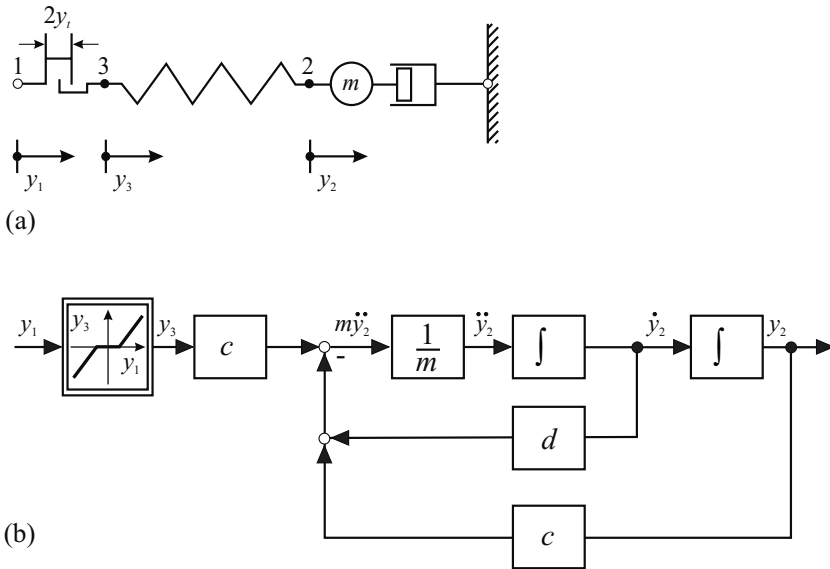 2y_t
1 3 2 m
y_1 y_3 y_2
(a)
y_1 y_3 y_1 y_3 c mÿ_2 - 1/m ÿ_2 ∫ ẏ_2 ∫ y_2
d
c
(b)